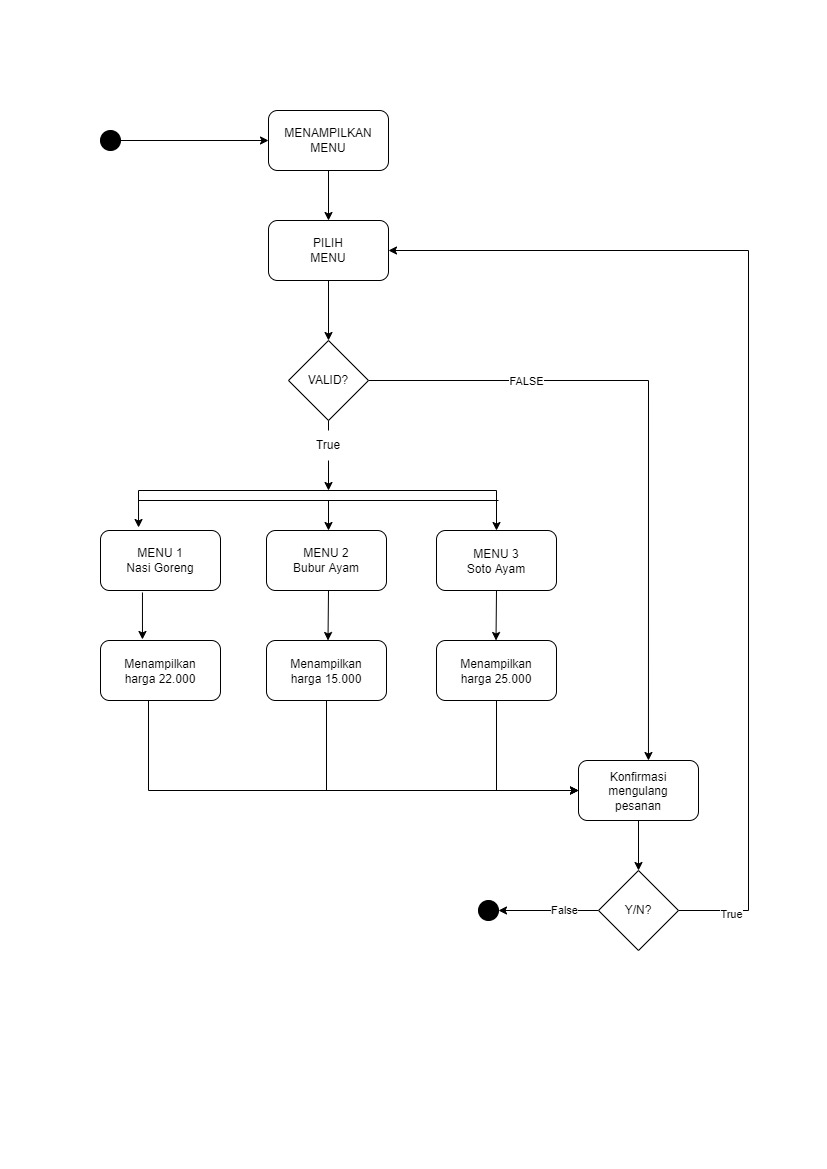 MENAMPILKAN
MENU
PILIH
MENU
VALID?
FALSE
True
MENU 1
Nasi Goreng
MENU 2
Bubur Ayam
MENU 3
Soto Ayam
Menampilkan
harga 22.000
Menampilkan
harga 15.000
Menampilkan
harga 25.000
Konfirmasi
mengulang
pesanan
Y/N?
False
True